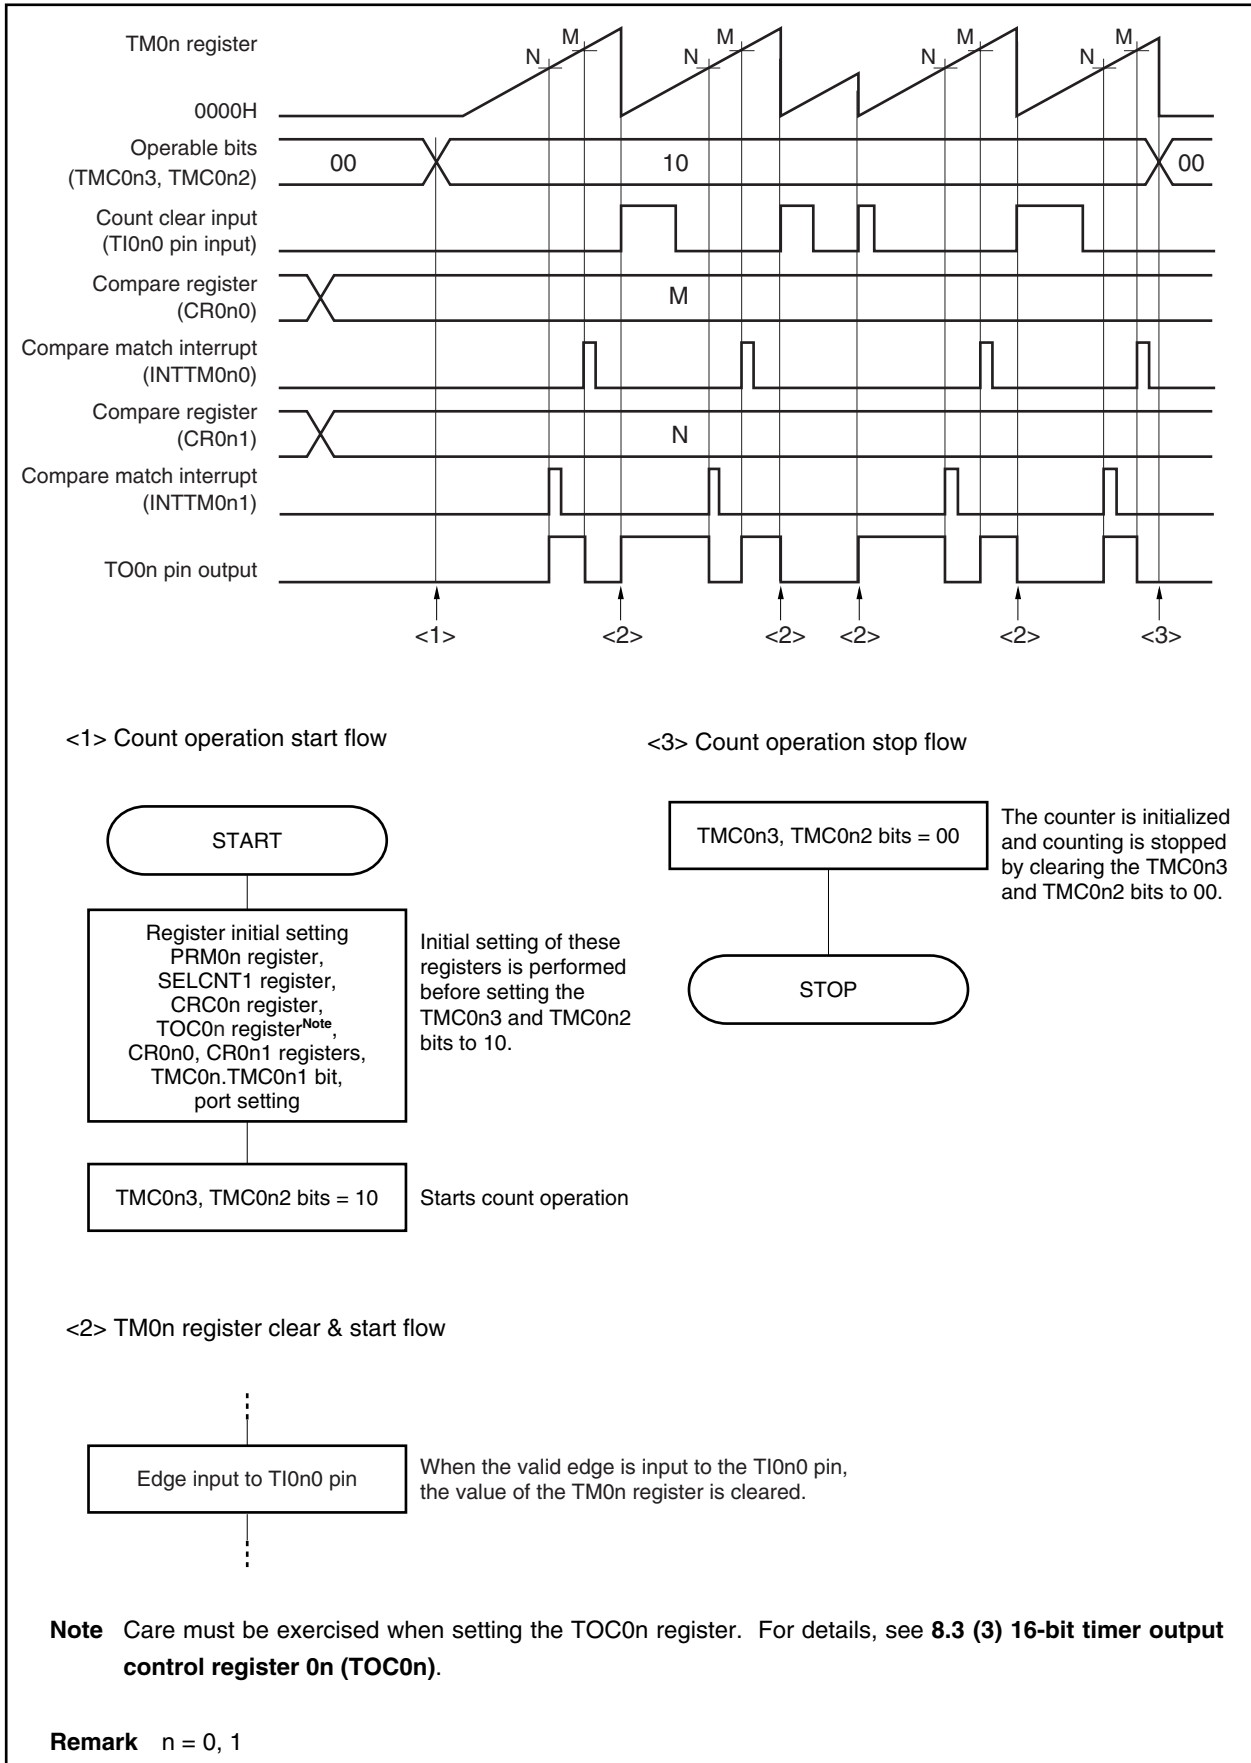 TM0n register
N M N M N M N M
0000H
Operable bits
(TMC0n3, TMC0n2)
00 10 00
Count clear input
(TI0n0 pin input)
Compare register
(CR0n0)
M
Compare match interrupt
(INTTM0n0)
Compare register
(CR0n1)
N
Compare match interrupt
(INTTM0n1)
TO0n pin output
<1> <2> <2> <2> <2> <3>
<1> Count operation start flow
START
Register initial setting
PRM0n register,
SELCNT1 register,
CRC0n register,
TOC0n registerNote,
CR0n0, CR0n1 registers,
TMC0n.TMC0n1 bit,
port setting
Initial setting of these
registers is performed
before setting the
TMC0n3 and TMC0n2
bits to 10.
TMC0n3, TMC0n2 bits = 10
Starts count operation
<3> Count operation stop flow
TMC0n3, TMC0n2 bits = 00
The counter is initialized
and counting is stopped
by clearing the TMC0n3
and TMC0n2 bits to 00.
STOP
<2> TM0n register clear & start flow
Edge input to TI0n0 pin
When the valid edge is input to the TI0n0 pin,
the value of the TM0n register is cleared.
Note Care must be exercised when setting the TOC0n register. For details, see 8.3 (3) 16-bit timer output
control register 0n (TOC0n).
Remark n = 0, 1